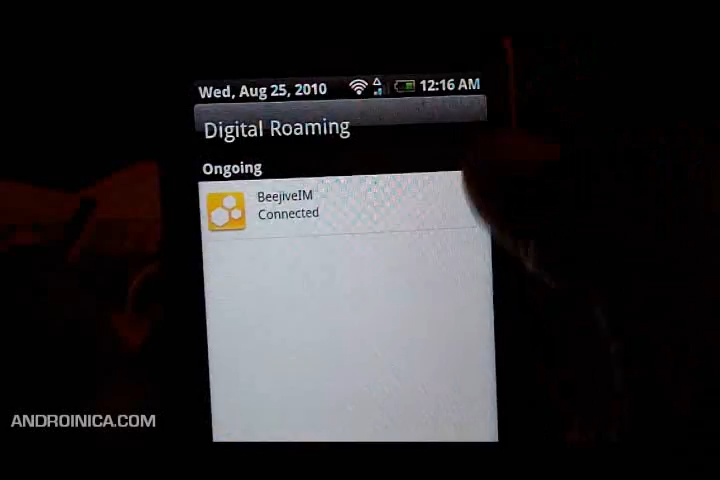 Wed, Aug 25, 2010 12:16 AM
Digital Roaming
Ongoing
BeejiveIM
Connected
ANDROINICA.COM